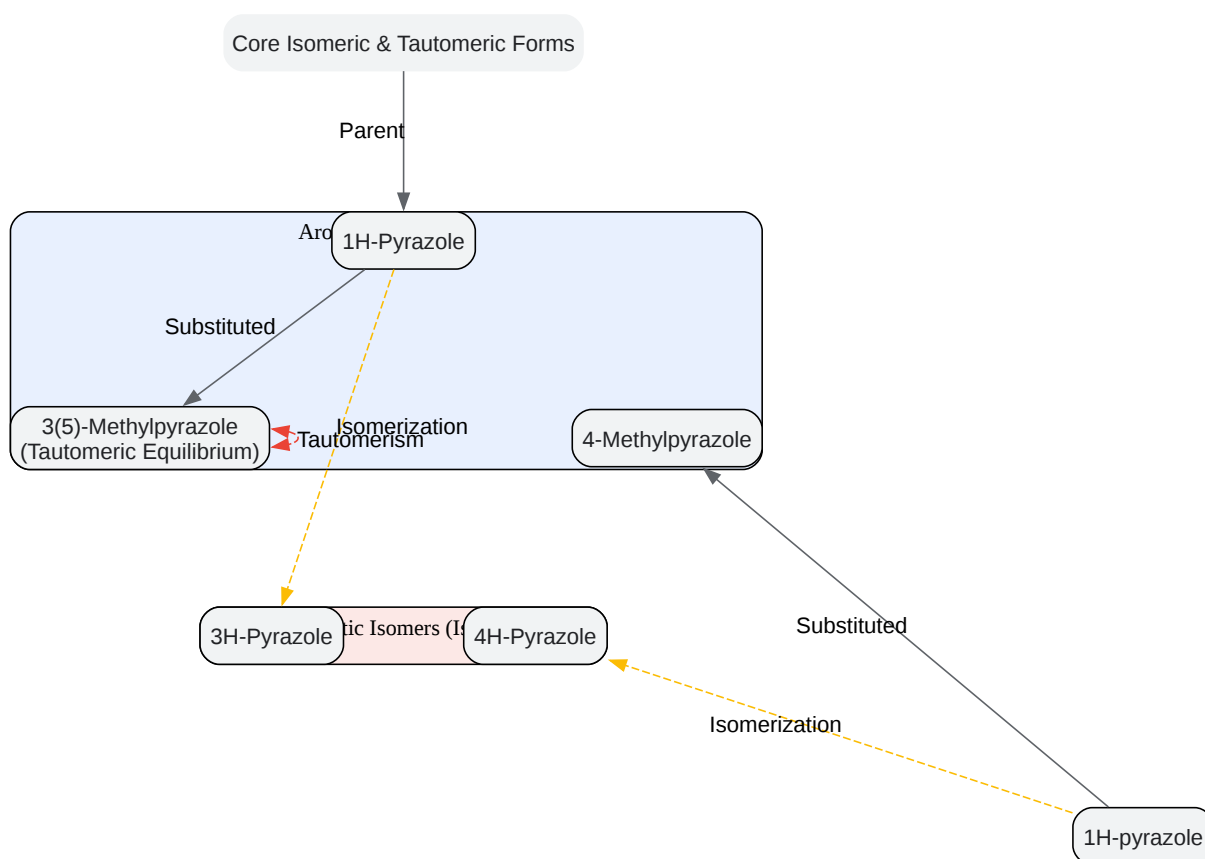 Core Isomeric & Tautomeric Forms
Parent
1H-Pyrazole
Substituted
3(5)-Methylpyrazole
(Tautomeric Equilibrium)
Isomerization
Tautomerism
4-Methylpyrazole
3H-Pyrazole
Isomers
4H-Pyrazole
Substituted
Isomerization
1H-pyrazole